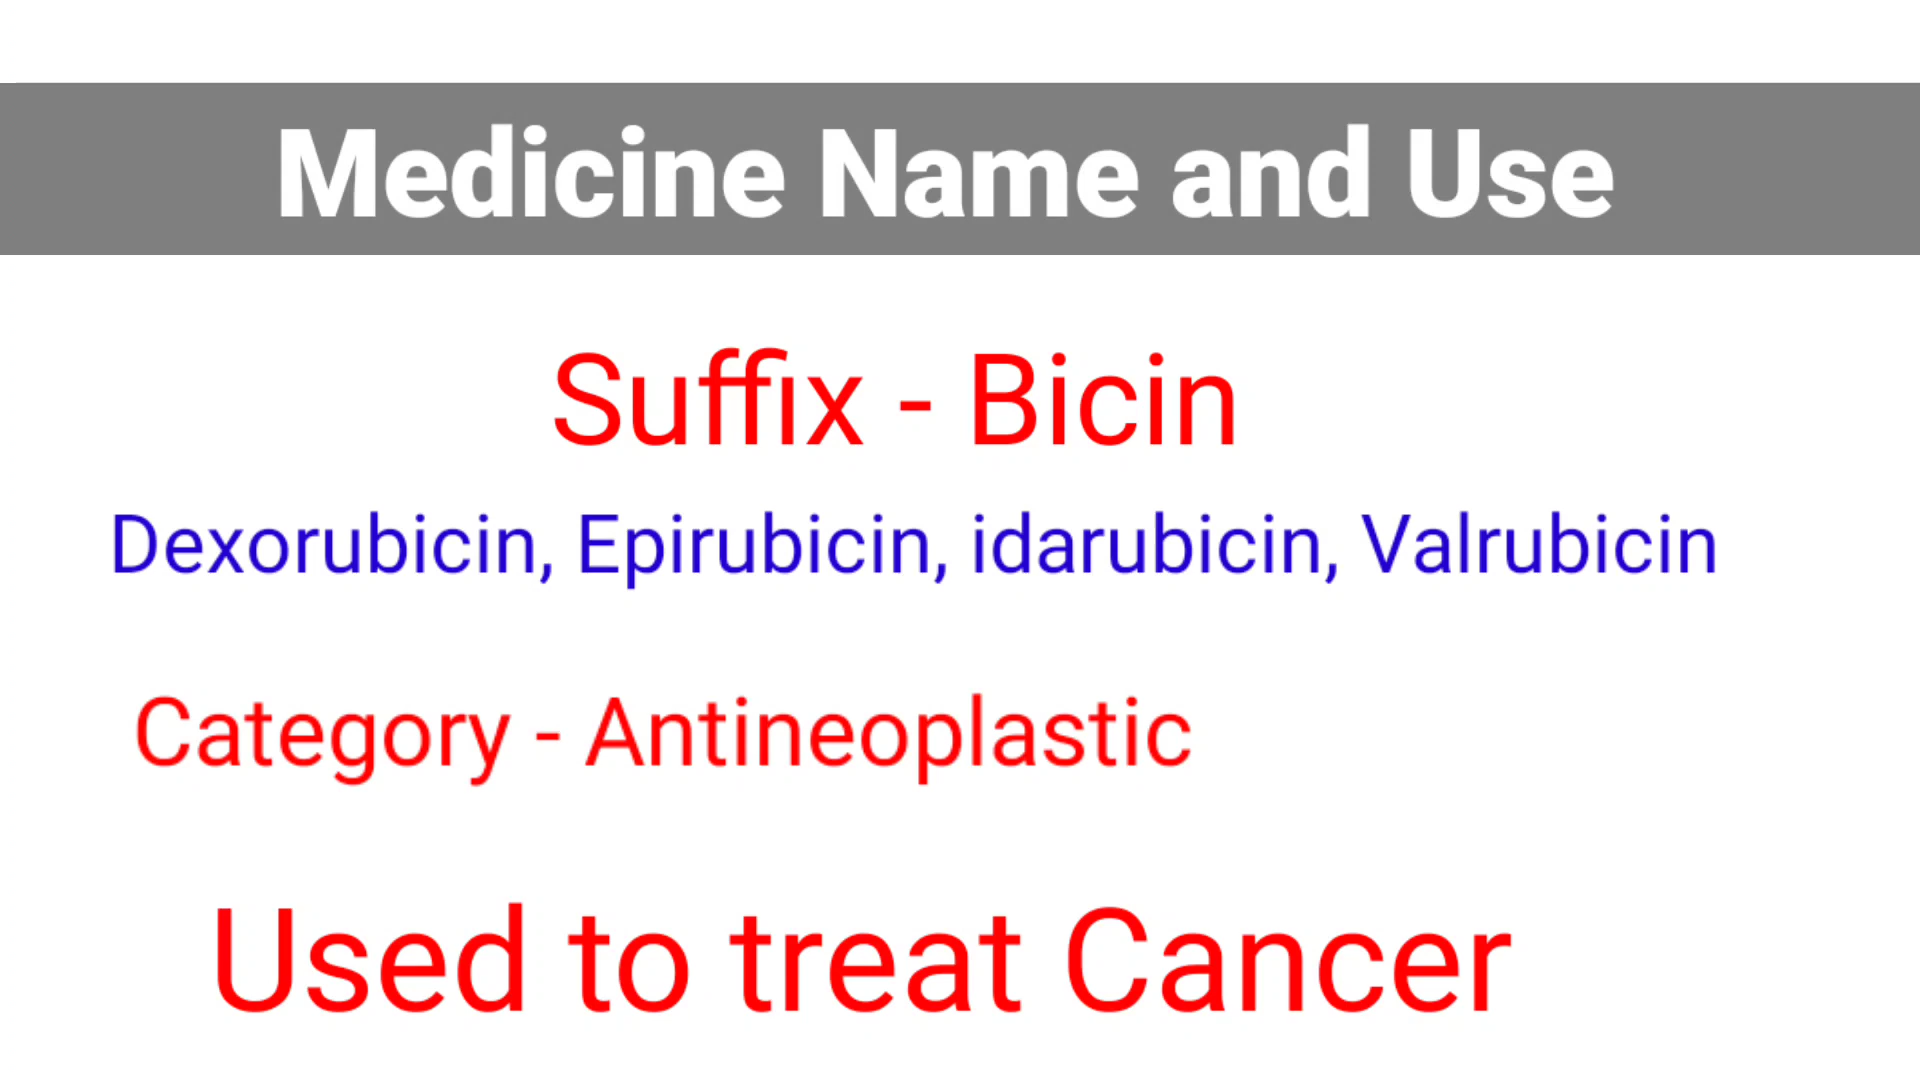 Medicine Name and Use
Suffix - Bicin
Dexorubicin, Epirubicin, idarubicin, Valrubicin
Category - Antineoplastic
Used to treat Cancer